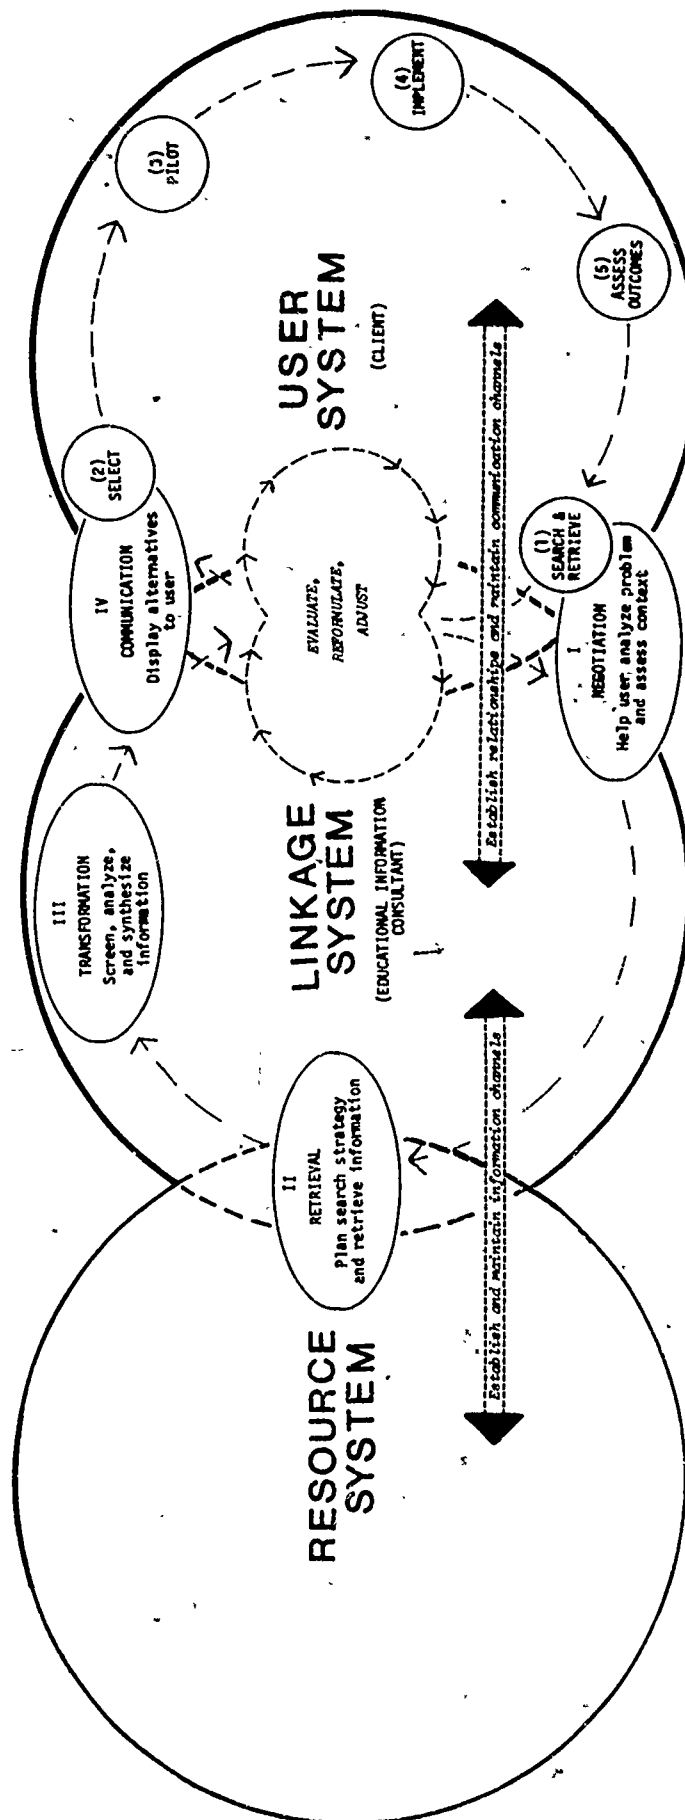 RESOURCE
SYSTEM
II
RETRIEVAL
Plan search strategy
and retrieve information
Establish and maintain information channels
III
TRANSFORMATION
Screen, analyze,
and synthesize
information
LINKAGE
SYSTEM
(EDUCATIONAL INFORMATION
CONSULTANT)
IV
COMMUNICATION
Display alternatives
to user
EVALUATE,
REFORMULATE,
ADJUST
Establish relationships and maintain communication channels
I
NEGOTIATION
Help user analyze problem
and assess context
(1)
SEARCH &
RETRIEVE
(2)
SELECT
(3)
PILOT
USER
SYSTEM
(CLIENT)
(4)
IMPLEMENT
(5)
ASSESS
OUTCOMES